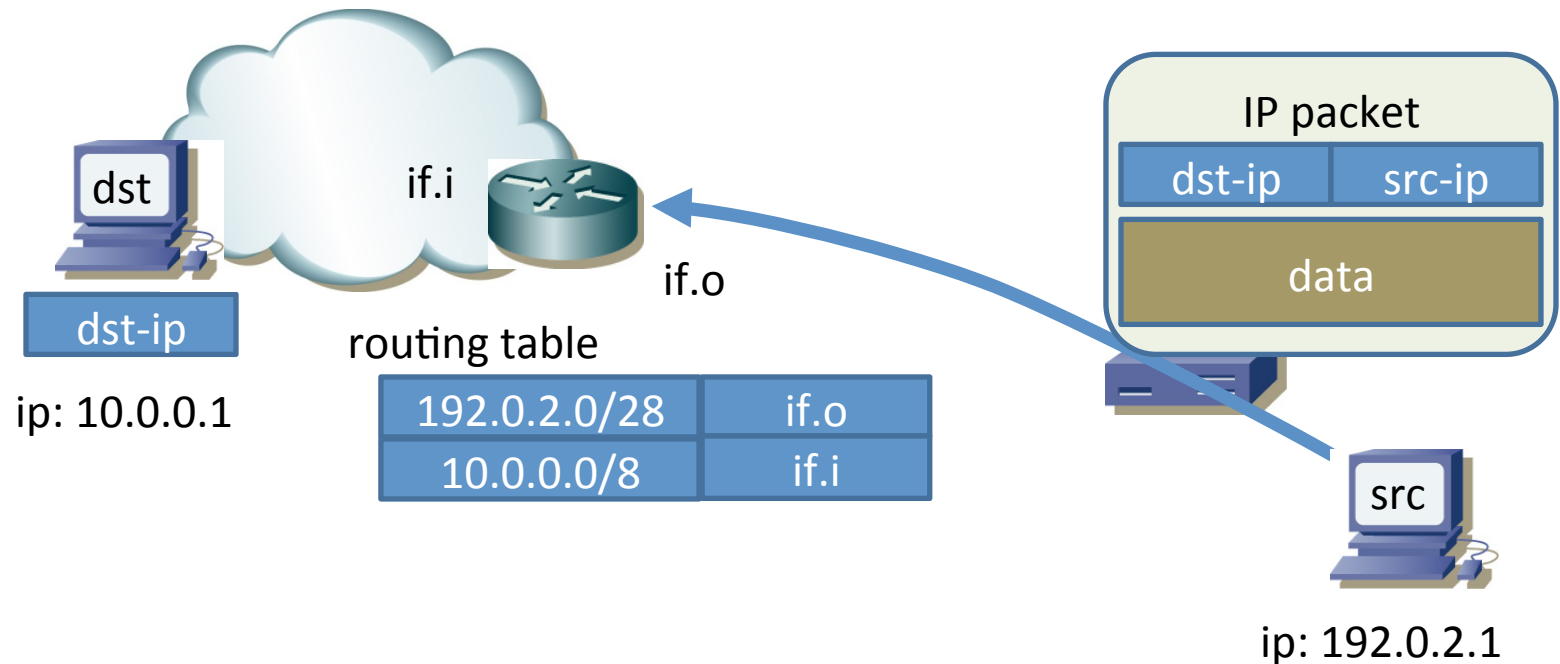 IP packet
dst-ip src-ip
data
dst
if.i
if.o
dst-ip
ip: 10.0.0.1
routing table
192.0.2.0/28 if.o
10.0.0.0/8 if.i
src
ip: 192.0.2.1